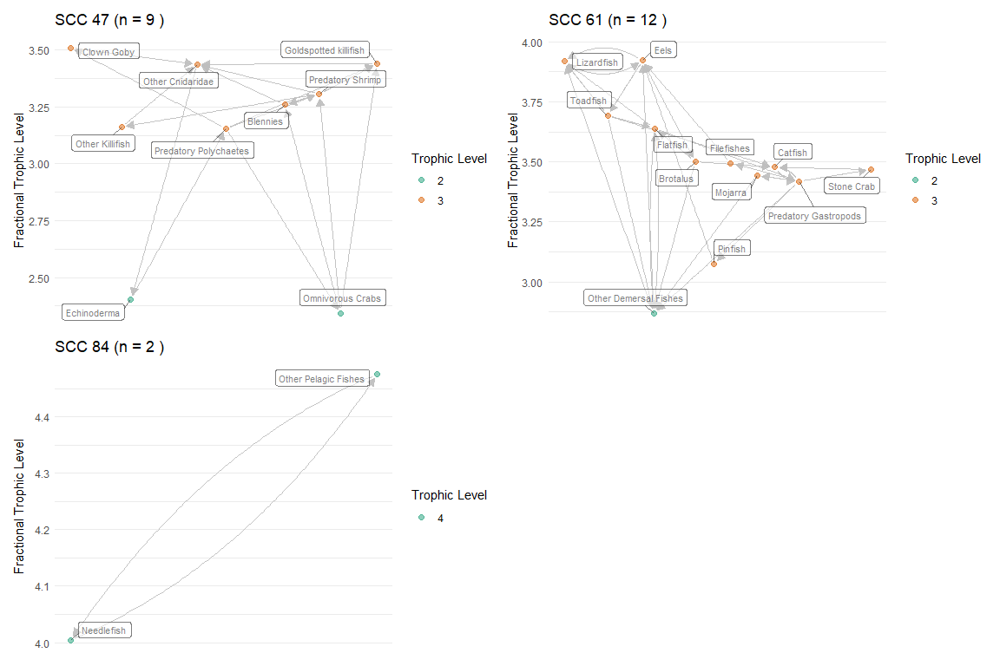 SCC 47 (n = 9 )
Fractional Trophic Level
3.50
3.25
3.00
2.75
2.50
Clown Goby
Goldspotted killifish
Other Cnidaridae
Predatory Shrimp
Blennies
Other Killifish
Predatory Polychaetes
Omnivorous Crabs
Echinoderma
Trophic Level
2
3
SCC 61 (n = 12 )
Fractional Trophic Level
4.00
3.75
3.50
3.25
3.00
Eels
Lizardfish
Toadfish
Flatfish
Filefishes
Catfish
Brotalus
Mojarra
Stone Crab
Predatory Gastropods
Pinfish
Other Demersal Fishes
Trophic Level
2
3
SCC 84 (n = 2 )
Fractional Trophic Level
4.4
4.3
4.2
4.1
4.0
Other Pelagic Fishes
Needlefish
Trophic Level
4